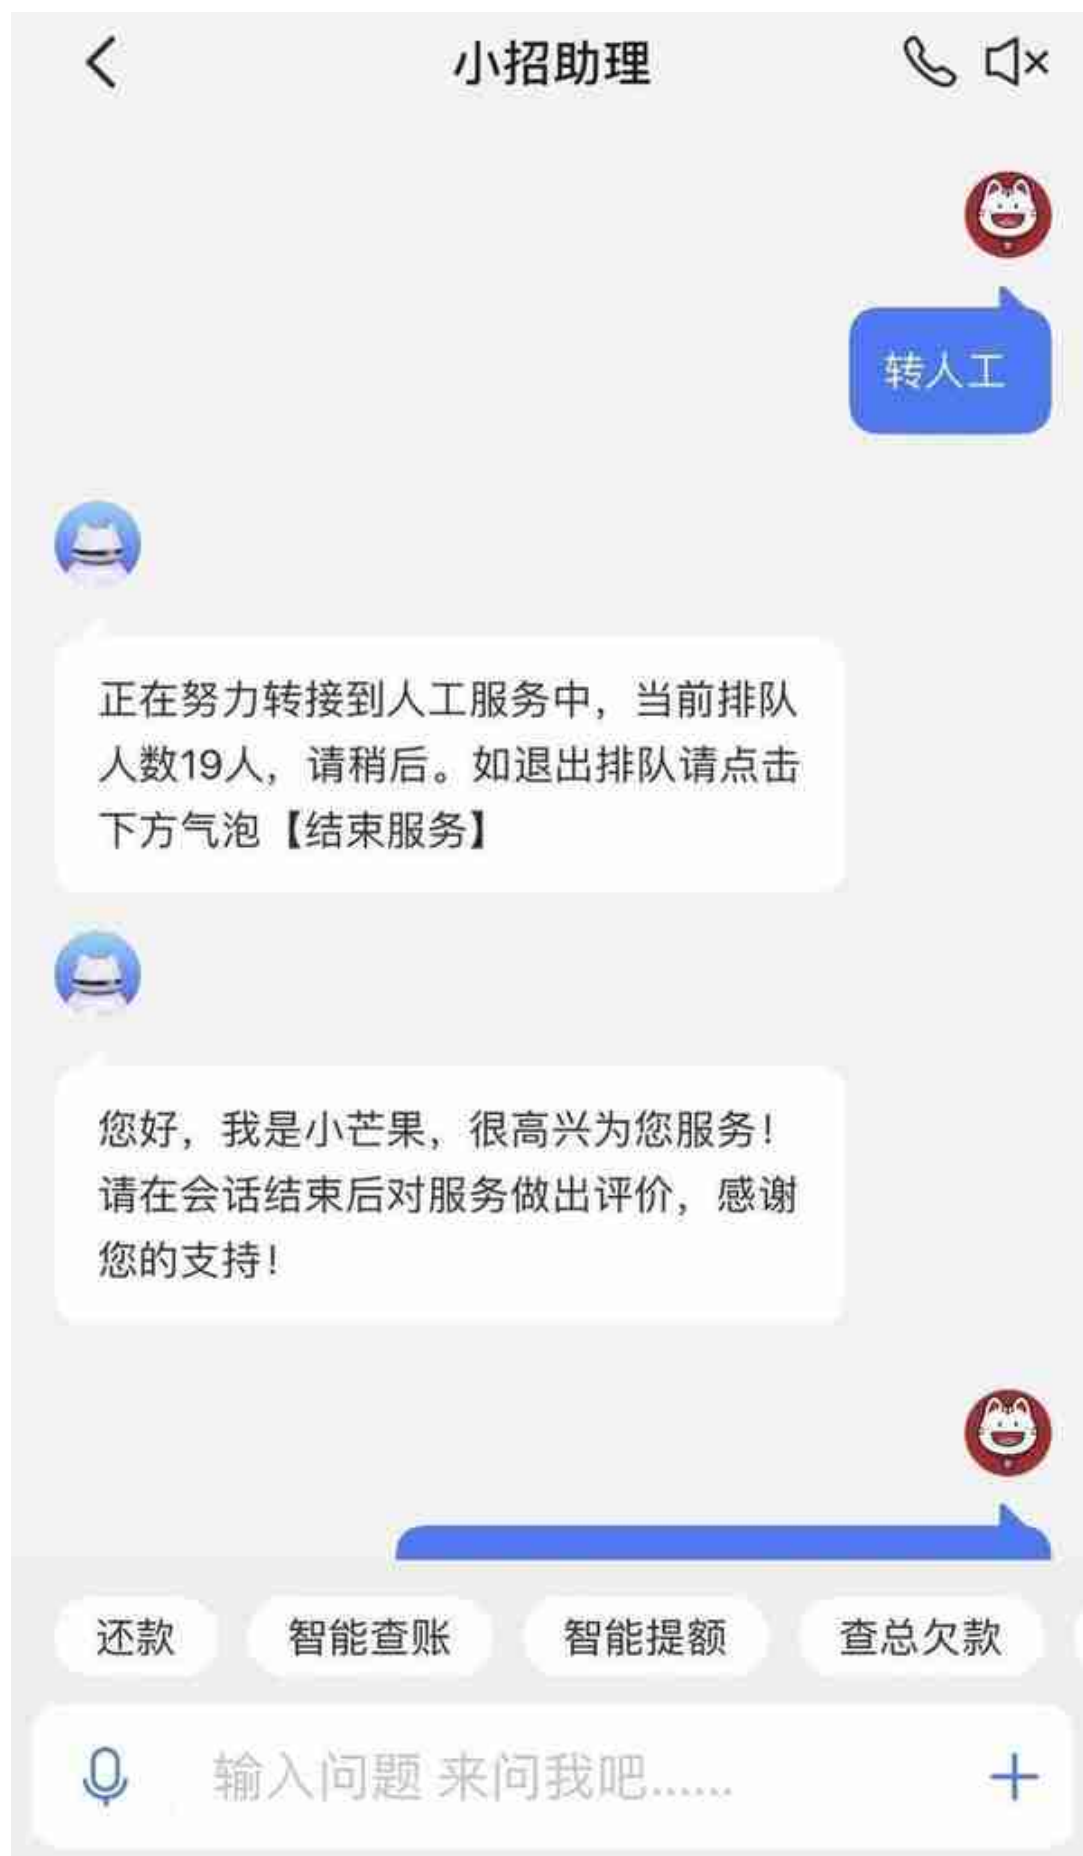 小招助理
转人工
正在努力转接到人工服务中，当前排队
人数19人，请稍后。如退出排队请点击
下方气泡【结束服务】
您好，我是小芒果，很高兴为您服务！
请在会话结束后对服务做出评价，感谢
您的支持！
还款 智能查账 智能提额 查总欠款
输入问题 来问我吧......